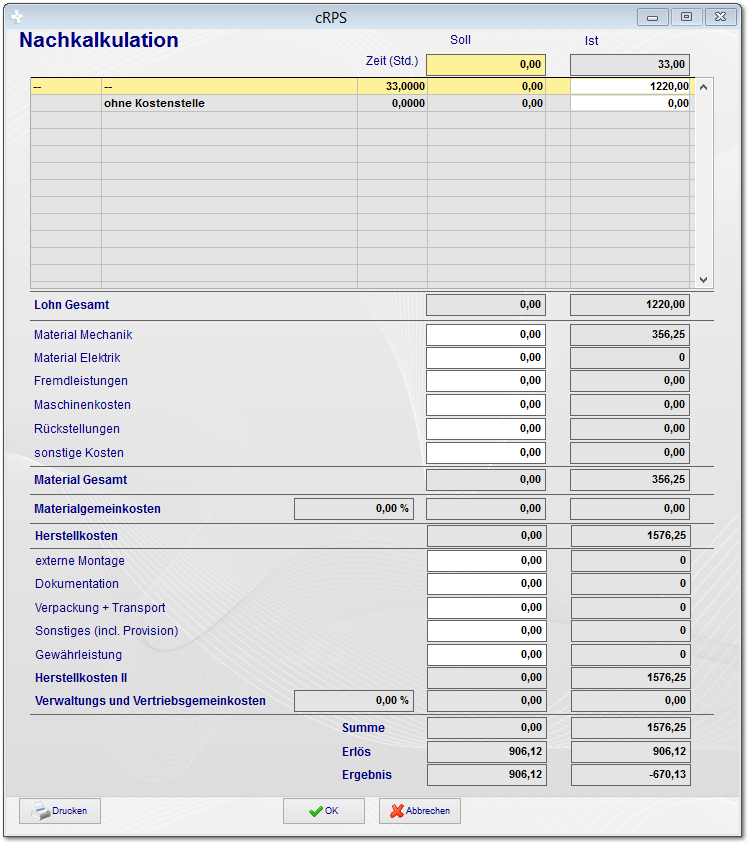 cRPS
Nachkalkulation Soll Ist
Zeit (Std.) 0,00 33,00
-- -- 33,0000 0,00 1220,00
ohne Kostenstelle 0,0000 0,00 0,00
Lohn Gesamt 0,00 1220,00
Material Mechanik 0,00 356,25
Material Elektrik 0,00 0
Fremdleistungen 0,00 0,00
Maschinenkosten 0,00 0,00
Rückstellungen 0,00 0,00
sonstige Kosten 0,00 0,00
Material Gesamt 0,00 356,25
Materialgemeinkosten 0,00 % 0,00 0,00
Herstellkosten 0,00 1576,25
externe Montage 0,00 0
Dokumentation 0,00 0
Verpackung + Transport 0,00 0
Sonstiges (incl. Provision) 0,00 0
Gewährleistung 0,00 0
Herstellkosten II 0,00 1576,25
Verwaltungs und Vertriebsgemeinkosten 0,00 % 0,00 0,00
Summe 0,00 1576,25
Erlös 906,12 906,12
Ergebnis 906,12 -670,13
Drucken OK Abbrechen